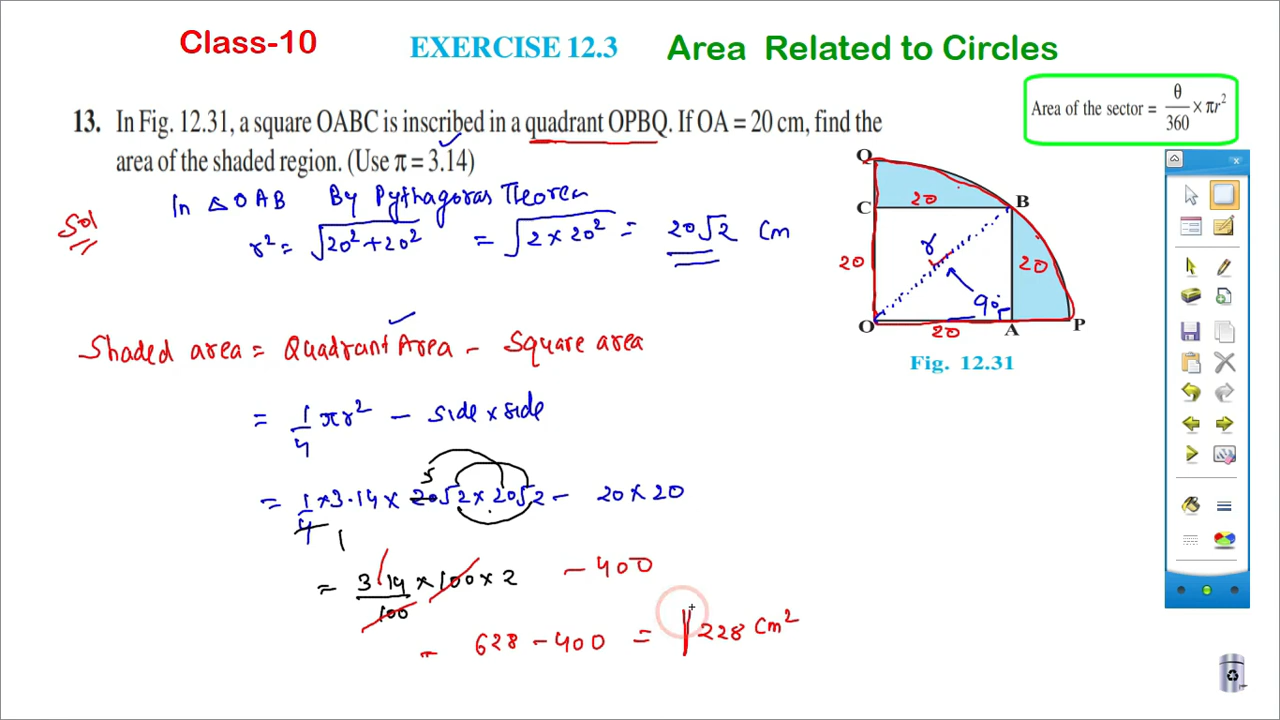 Class-10 EXERCISE 12.3 Area Related to Circles
Area of the sector = θ/360 × πr²
13. In Fig. 12.31, a square OABC is inscribed in a quadrant OPBQ. If OA = 20 cm, find the
area of the shaded region. (Use π = 3.14)
Sol
In △OAB By Pythagoras Theorem
r² = √20²+20² = √2×20² = 20√2 cm
Shaded area = Quadrant Area - Square area
= 1/4 πr² - side × side
= 1/4 × 3.14 × 20√2 × 20√2 - 20 × 20
5
1
= 3.14/100 × 100 × 2 - 400
= 628 - 400 = 228 cm²
Q
C 20 B
r
20 20
90°
O 20 A P
Fig. 12.31